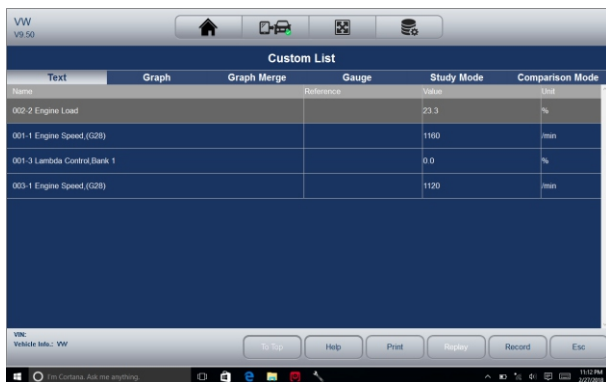 VW
V9.50
Custom List
Text Graph Graph Merge Gauge Study Mode Comparison Mode
Name Reference Value Unit
002-2 Engine Load 23.3 %
001-1 Engine Speed,(G28) 1160 /min
001-3 Lambda Control,Bank 1 0.0 %
003-1 Engine Speed,(G28) 1120 /min
VIN:
Vehicle Info.: VW
To Top Help Print Replay Record Esc
I'm Cortana. Ask me anything. 11:12 PM
2/27/2018